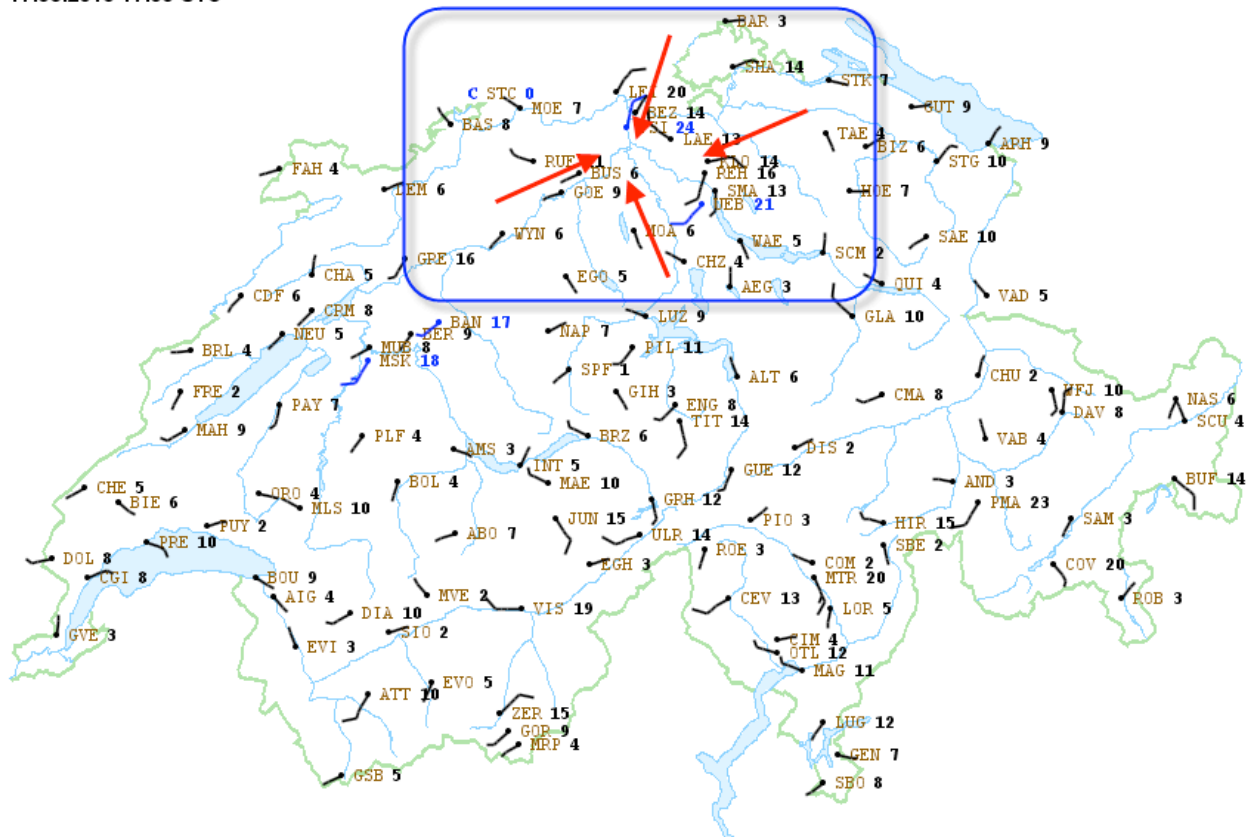 BAR 3
SHA 14
STK 7
C STC 0
MOE 7
LEI 20
GUT 9
BEZ 14
BAS 8
24
LAE 13
TAE 4
BIZ 6
ARH 9
STG 10
FAH 4
KLO 14
BUS 6
REH 16
DEM 6
GOE 9
SMA 13
HOE 7
UEB 21
WYN 6
MOA 6
WAE 5
SAE 10
GRE 16
CHZ 4
SCM 2
CHA 5
EGO 5
AEG 3
QUI 4
CDF 6
VAD 5
CRM 8
LUZ 9
GLA 10
BAN 17
NEU 5
BER 9
NAP 7
BRL 4
MUB 8
PIL 11
MSK 18
SPF 1
ALT 6
CHU 2
FRE 2
GIH 3
CMA 8
WFJ 10
PAY 7
ENG 8
NAS 6
DAV 8
TIT 14
SCU 4
MAH 9
PLF 4
BRZ 6
VAB 4
AMS 3
DIS 2
INT 5
GUE 12
CHE 5
BOL 4
MAE 10
AND 3
BUF 14
ORO 4
BIE 6
MLS 10
GRH 12
PMA 23
PUY 2
JUN 15
PIO 3
HIR 15
SAM 3
PRE 10
ABO 7
ULR 14
SBE 2
DOL 8
ROE 3
EGH 3
COM 2
COV 20
CGI 8
BOU 9
MTR 20
AIG 4
MVE 2
CEV 13
ROB 3
DIA 10
VIS 19
LOR 5
GVE 3
SIO 2
CIM 4
EVI 3
OTL 12
MAG 11
EVO 5
ATT 10
ZER 15
LUG 12
GOR 9
MRP 4
GEN 7
GSB 5
SBO 8